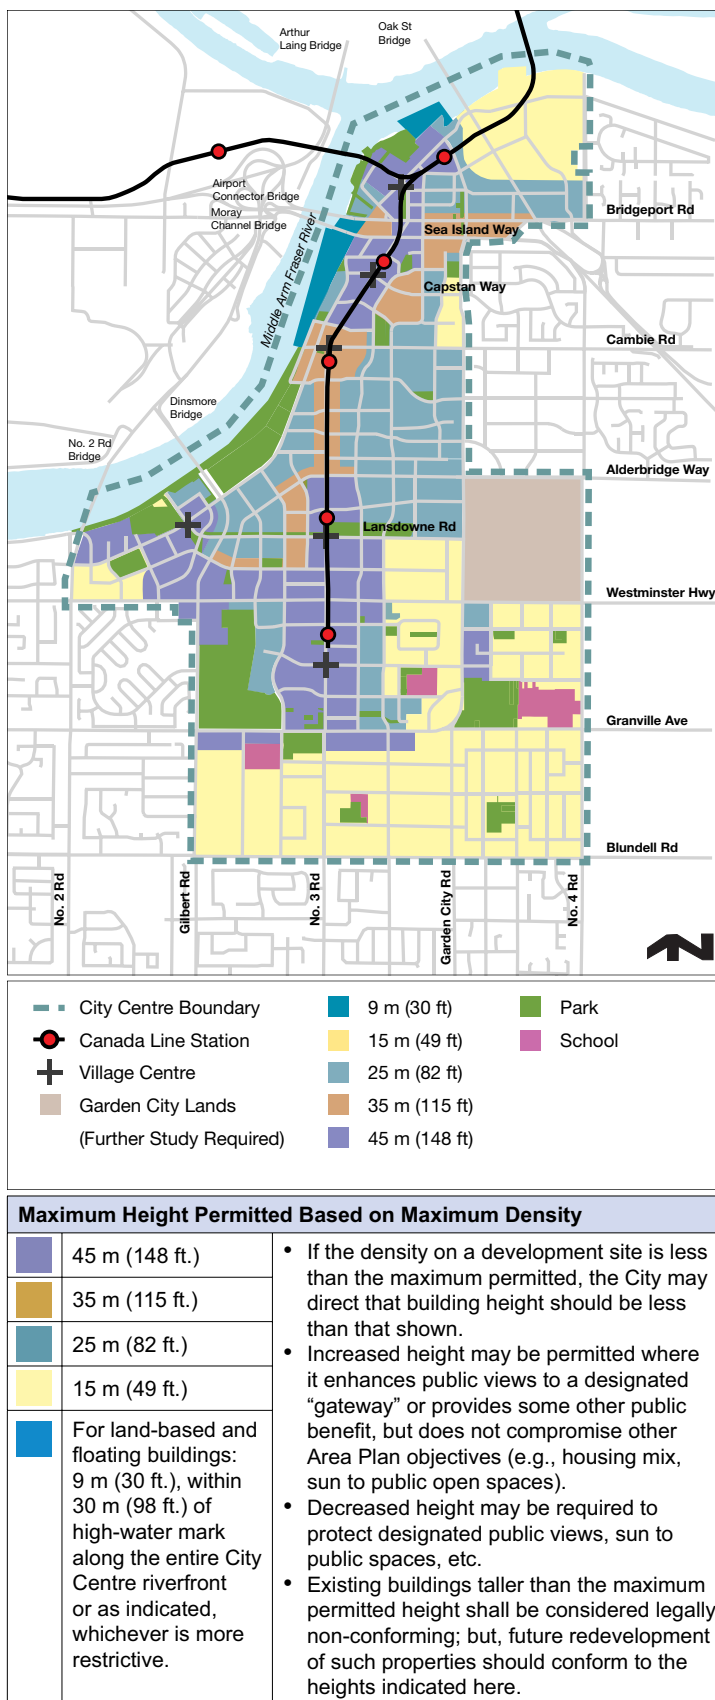 Arthur
Laing Bridge
Oak St
Bridge
Airport
Connector Bridge
Moray
Channel Bridge
Middle Arm Fraser River
Bridgeport Rd
Sea Island Way
Capstan Way
Cambie Rd
Dinsmore
Bridge
No. 2 Rd
Bridge
Alderbridge Way
Lansdowne Rd
Westminster Hwy
Granville Ave
Blundell Rd
No. 2 Rd
Gilbert Rd
No. 3 Rd
Garden City Rd
No. 4 Rd
City Centre Boundary
Canada Line Station
Village Centre
Garden City Lands
(Further Study Required)
9 m (30 ft)
15 m (49 ft)
25 m (82 ft)
35 m (115 ft)
45 m (148 ft)
Park
School
Maximum Height Permitted Based on Maximum Density
45 m (148 ft.)
35 m (115 ft.)
25 m (82 ft.)
15 m (49 ft.)
For land-based and
floating buildings:
9 m (30 ft.), within
30 m (98 ft.) of
high-water mark
along the entire City
Centre riverfront
or as indicated,
whichever is more
restrictive.
• If the density on a development site is less
than the maximum permitted, the City may
direct that building height should be less
than that shown.
• Increased height may be permitted where
it enhances public views to a designated
“gateway” or provides some other public
benefit, but does not compromise other
Area Plan objectives (e.g., housing mix,
sun to public open spaces).
• Decreased height may be required to
protect designated public views, sun to
public spaces, etc.
• Existing buildings taller than the maximum
permitted height shall be considered legally
non-conforming; but, future redevelopment
of such properties should conform to the
heights indicated here.